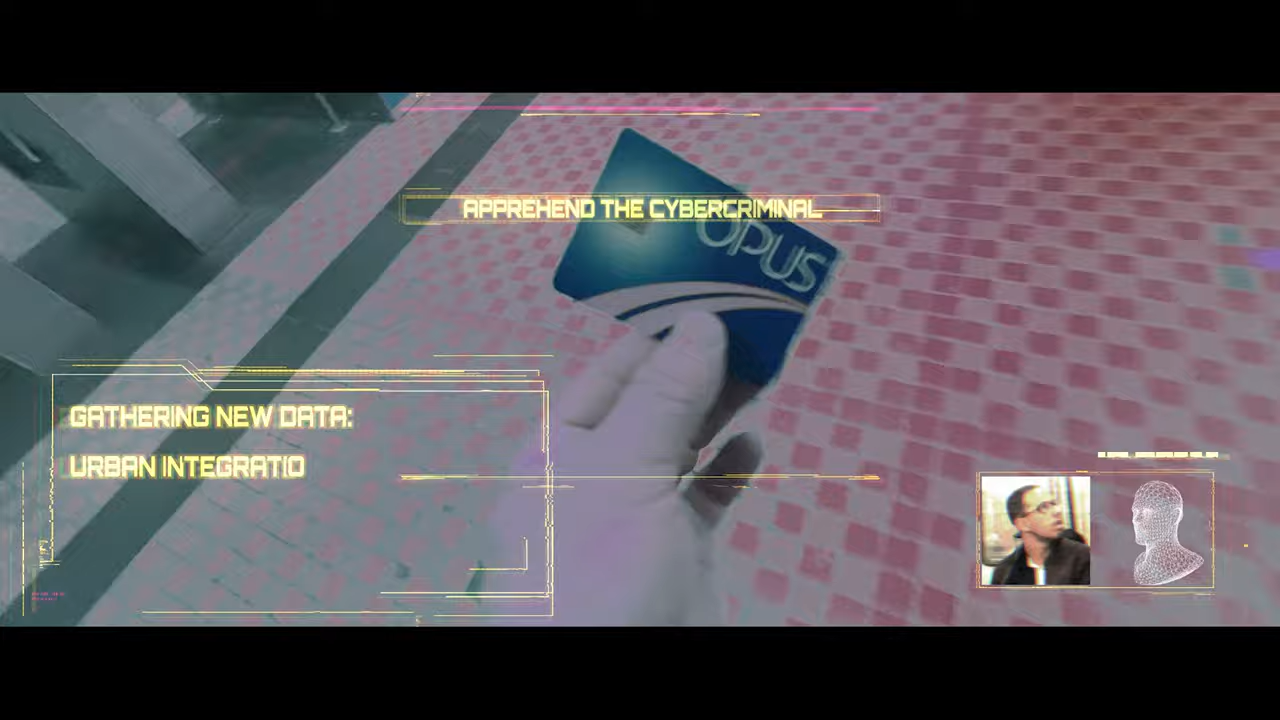 APPREHEND THE CYBERCRIMINAL
OPUS
GATHERING NEW DATA:
URBAN INTEGRATIO